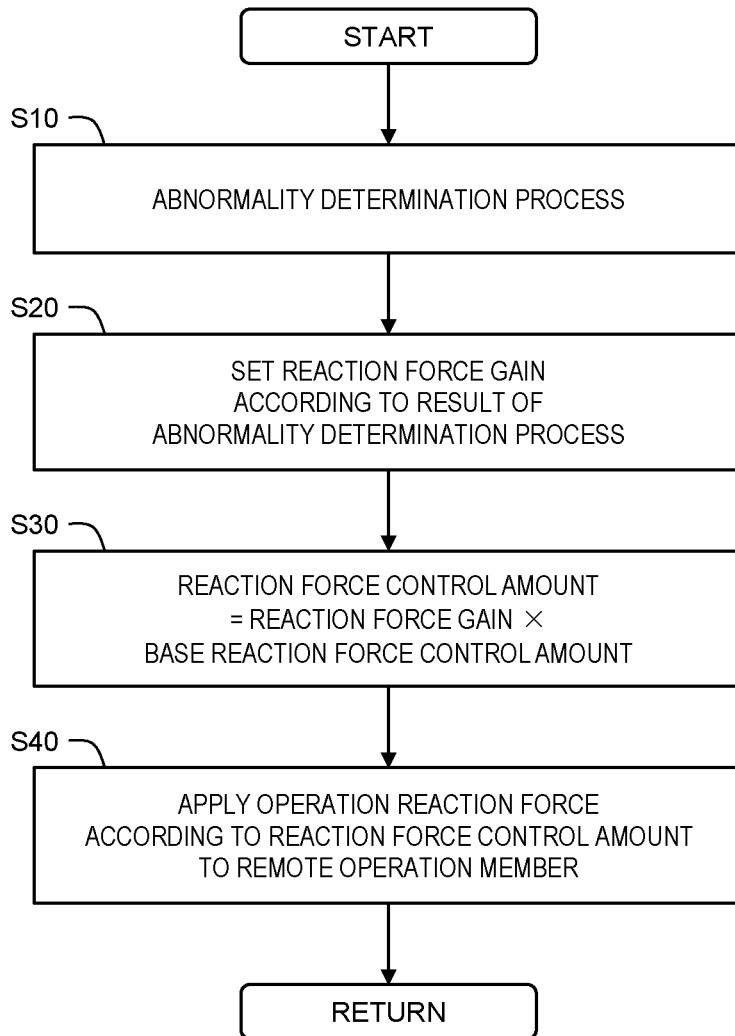 START
S10
ABNORMALITY DETERMINATION PROCESS
S20
SET REACTION FORCE GAIN
ACCORDING TO RESULT OF
ABNORMALITY DETERMINATION PROCESS
S30
REACTION FORCE CONTROL AMOUNT
= REACTION FORCE GAIN ×
BASE REACTION FORCE CONTROL AMOUNT
S40
APPLY OPERATION REACTION FORCE
ACCORDING TO REACTION FORCE CONTROL AMOUNT
TO REMOTE OPERATION MEMBER
RETURN